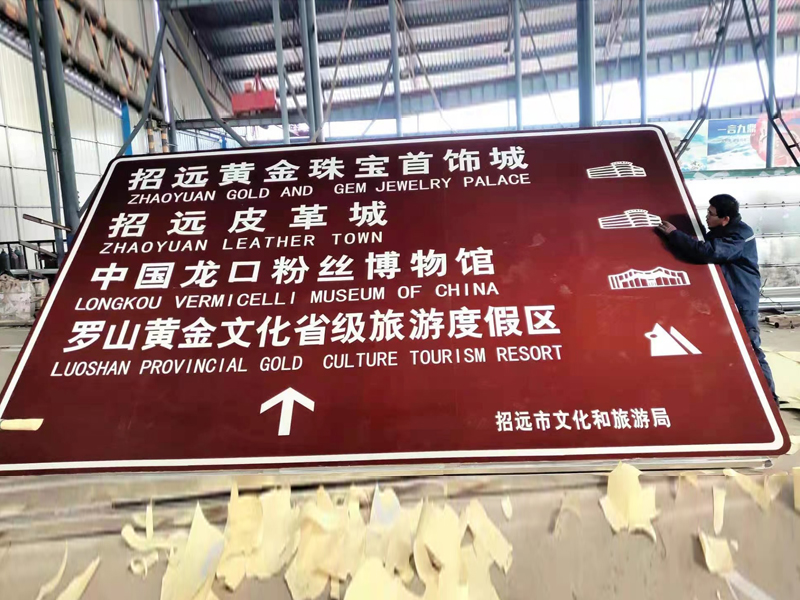 招远黄金珠宝首饰城
ZHAOYUAN GOLD AND GEM JEWELRY PALACE
招远皮革城
ZHAOYUAN LEATHER TOWN
中国龙口粉丝博物馆
LONGKOU VERMICELLI MUSEUM OF CHINA
罗山黄金文化省级旅游度假区
LUOSHAN PROVINCIAL GOLD CULTURE TOURISM RESORT
招远市文化和旅游局
一言九